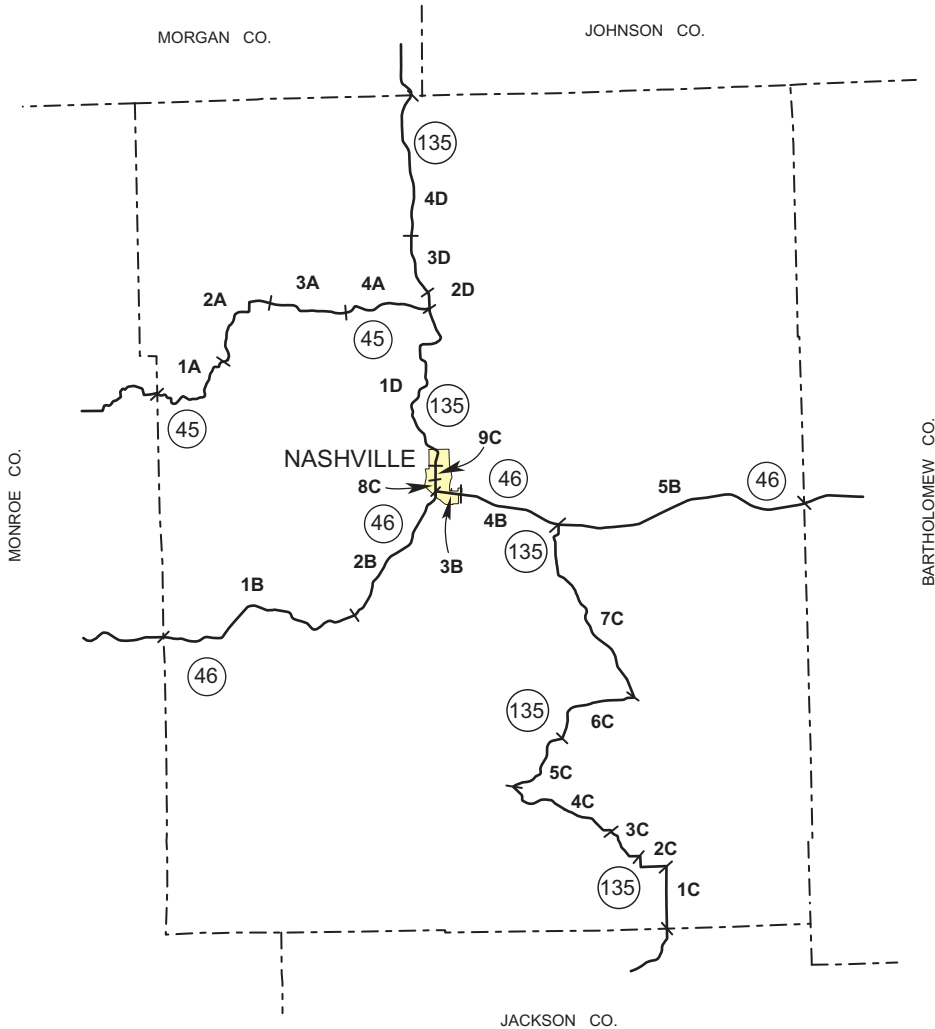 MORGAN CO.
JOHNSON CO.
135
4D
3D
3A
4A
2D
2A
45
1A
1D
135
45
9C
NASHVILLE
46
5B
46
8C
4B
46
135
3B
2B
1B
7C
46
135
6C
5C
4C
3C
2C
135
1C
MONROE CO.
BARTHOLOMEW CO.
JACKSON CO.